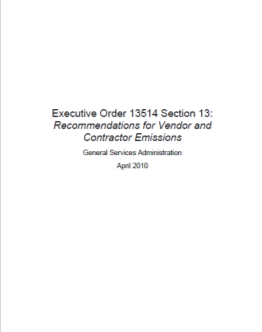 Executive Order 13514 Section 13:
Recommendations for Vendor and
Contractor Emissions
General Services Administration
April 2010